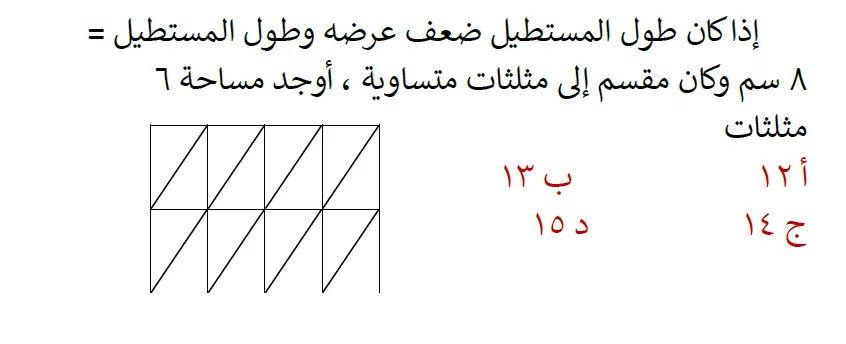 إذا كان طول المستطيل ضعف عرضه وطول المستطيل =
٨ سم وكان مقسم إلى مثلثات متساوية ، أوجد مساحة ٦
مثلثات
أ ١٢ ب ١٣
ج ١٤ د ١٥